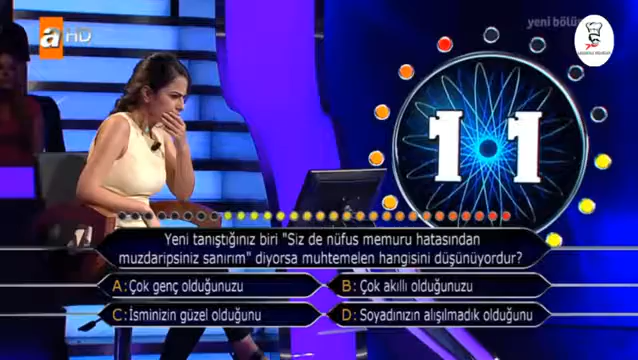 a HD
yeni bölüm
11
Yeni tanıştığınız biri "Siz de nüfus memuru hatasından
muzdaripsiniz sanırım" diyorsa muhtemelen hangisini düşünüyordur?
A: Çok genç olduğunuzu
B: Çok akıllı olduğunuzu
C: İsminizin güzel olduğunu
D: Soyadınızın alışılmadık olduğunu